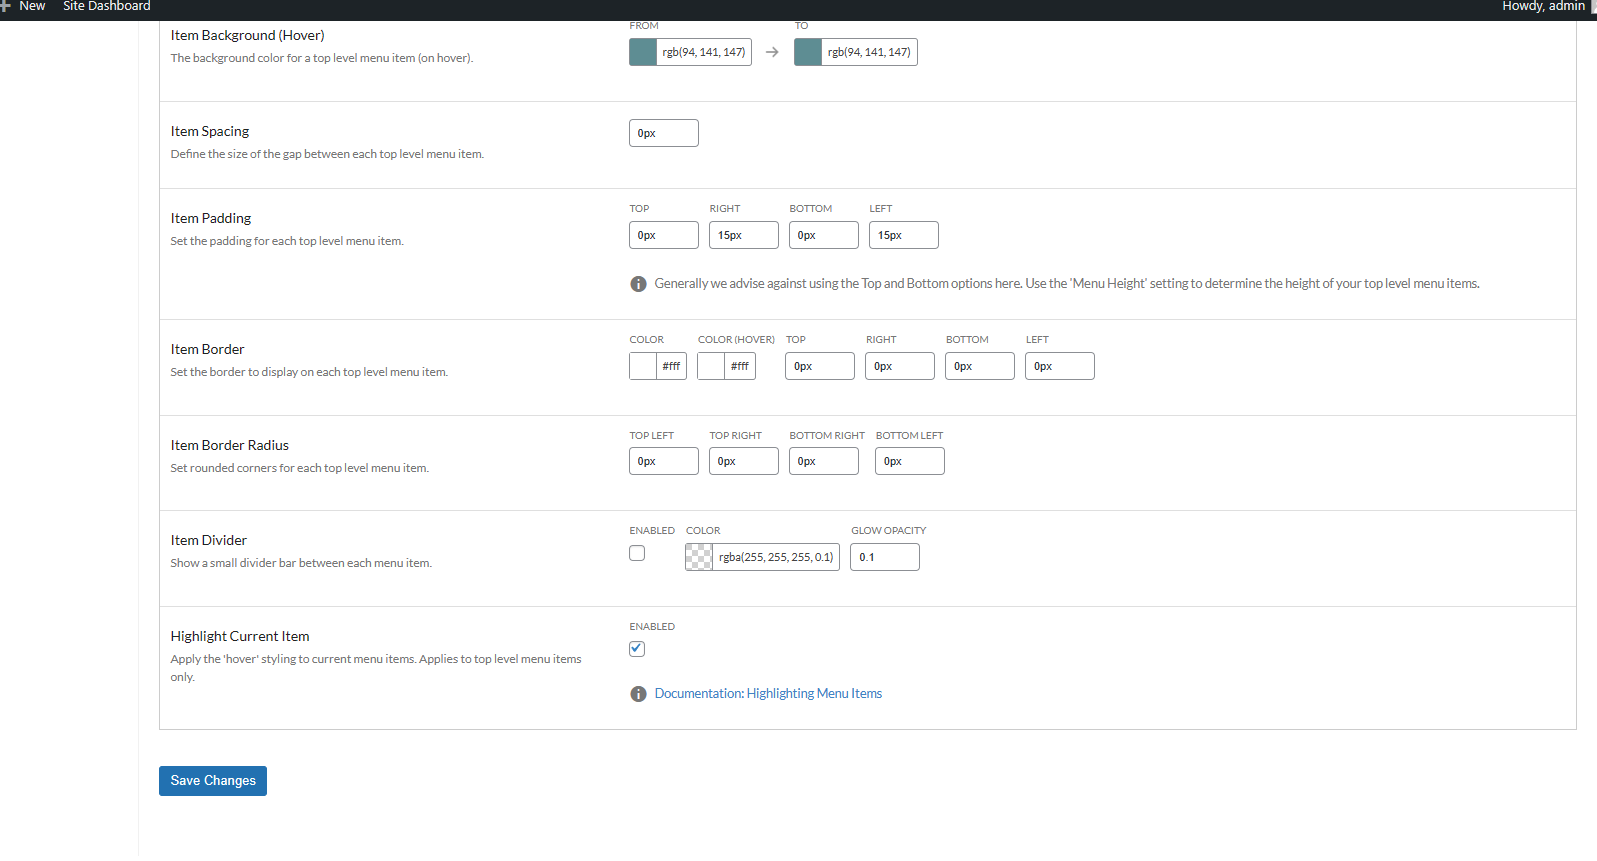 New Site Dashboard Howdy, admin
Item Background (Hover)
The background color for a top level menu item (on hover).
FROM TO
rgb(94, 141, 147) rgb(94, 141, 147)
Item Spacing
Define the size of the gap between each top level menu item.
0px
Item Padding
Set the padding for each top level menu item.
TOP RIGHT BOTTOM LEFT
0px 15px 0px 15px
Generally we advise against using the Top and Bottom options here. Use the 'Menu Height' setting to determine the height of your top level menu items.
Item Border
Set the border to display on each top level menu item.
COLOR COLOR (HOVER) TOP RIGHT BOTTOM LEFT
#fff #fff 0px 0px 0px 0px
Item Border Radius
Set rounded corners for each top level menu item.
TOP LEFT TOP RIGHT BOTTOM RIGHT BOTTOM LEFT
0px 0px 0px 0px
Item Divider
Show a small divider bar between each menu item.
ENABLED COLOR GLOW OPACITY
rgba(255, 255, 255, 0.1) 0.1
Highlight Current Item
Apply the 'hover' styling to current menu items. Applies to top level menu items
only.
ENABLED
Documentation: Highlighting Menu Items
Save Changes